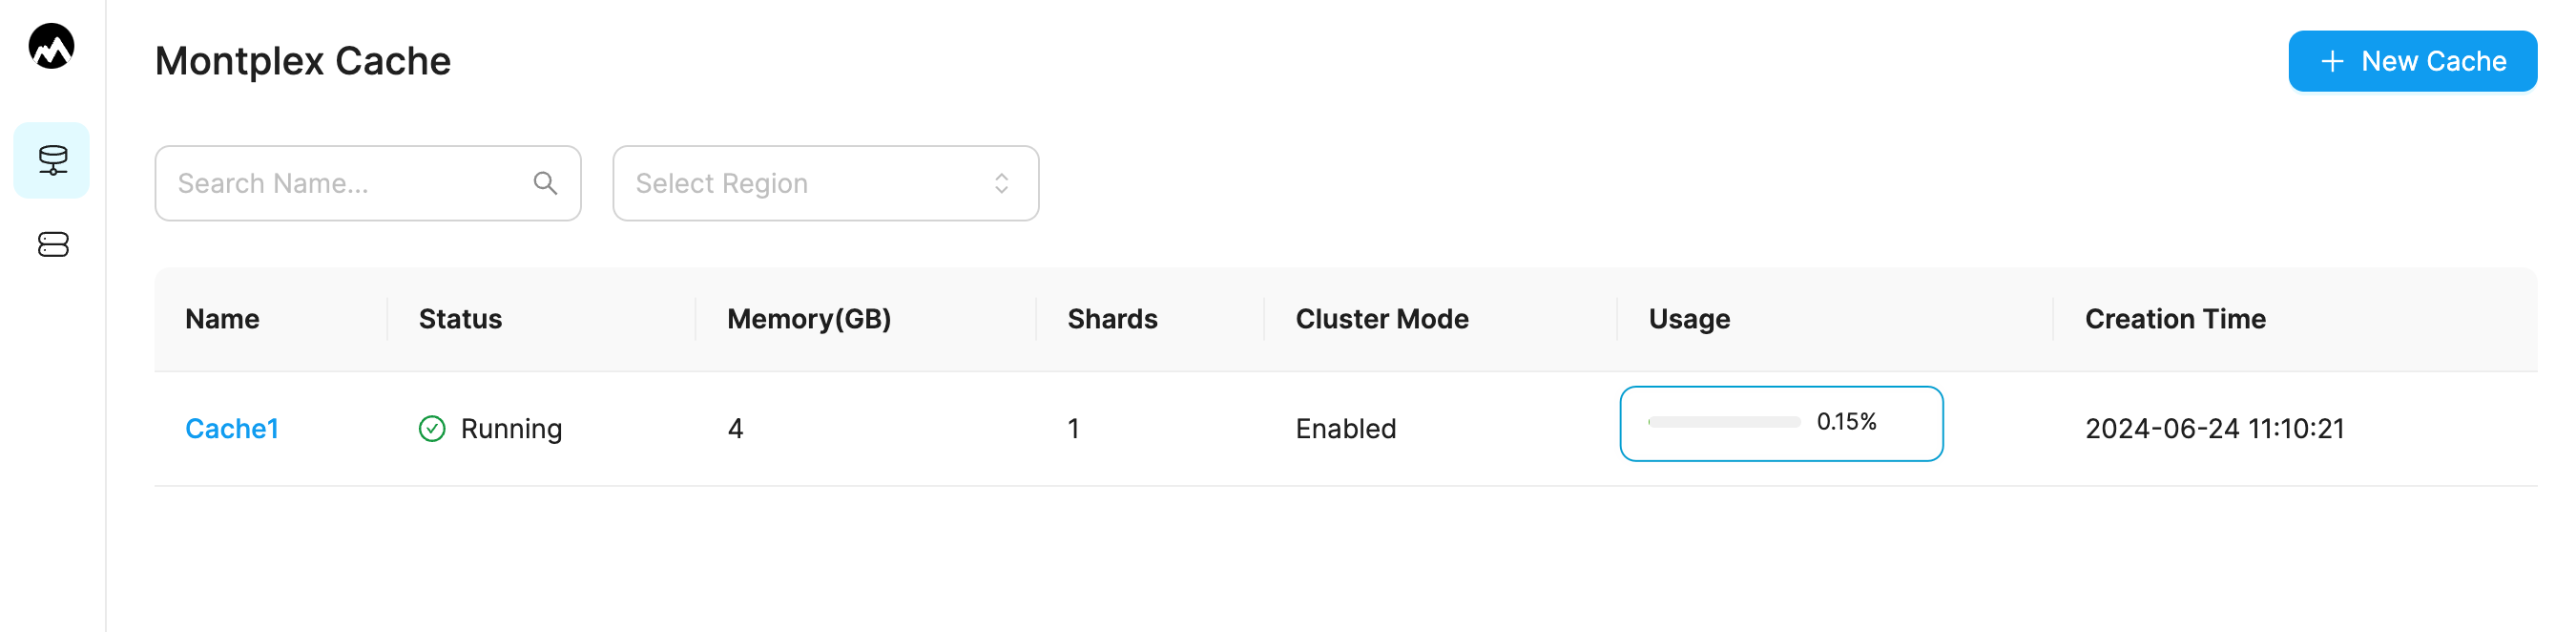 Montplex Cache
+ New Cache
Search Name...
Select Region
Name Status Memory(GB) Shards Cluster Mode Usage Creation Time
Cache1 Running 4 1 Enabled 0.15% 2024-06-24 11:10:21